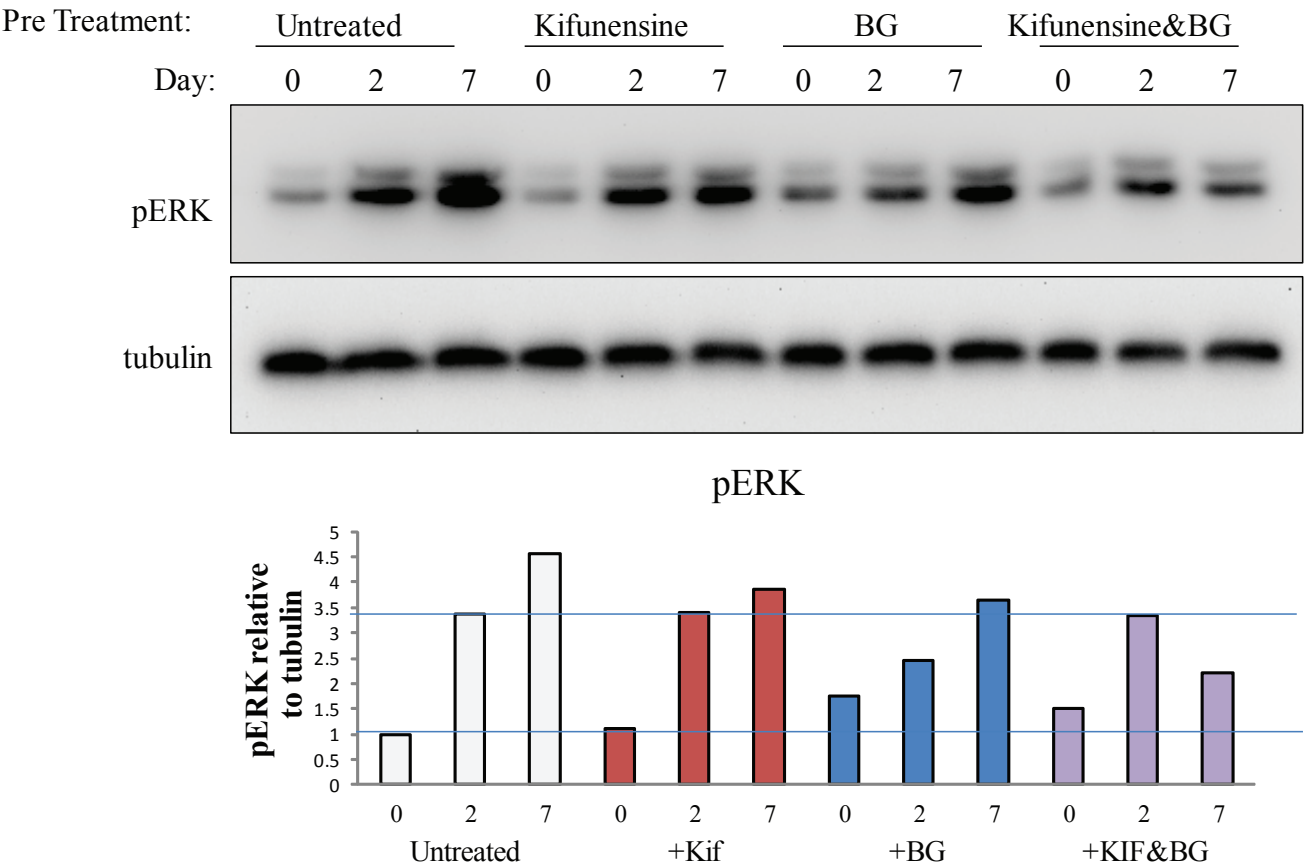 Pre Treatment: Untreated Kifunensine BG Kifunensine&BG
Day: 0 2 7 0 2 7 0 2 7 0 2 7
pERK
tubulin
pERK
pERK relative
to tubulin
5
4.5
4
3.5
3
2.5
2
1.5
1
0.5
0
0 2 7 0 2 7 0 2 7 0 2 7
Untreated +Kif +BG +KIF&BG